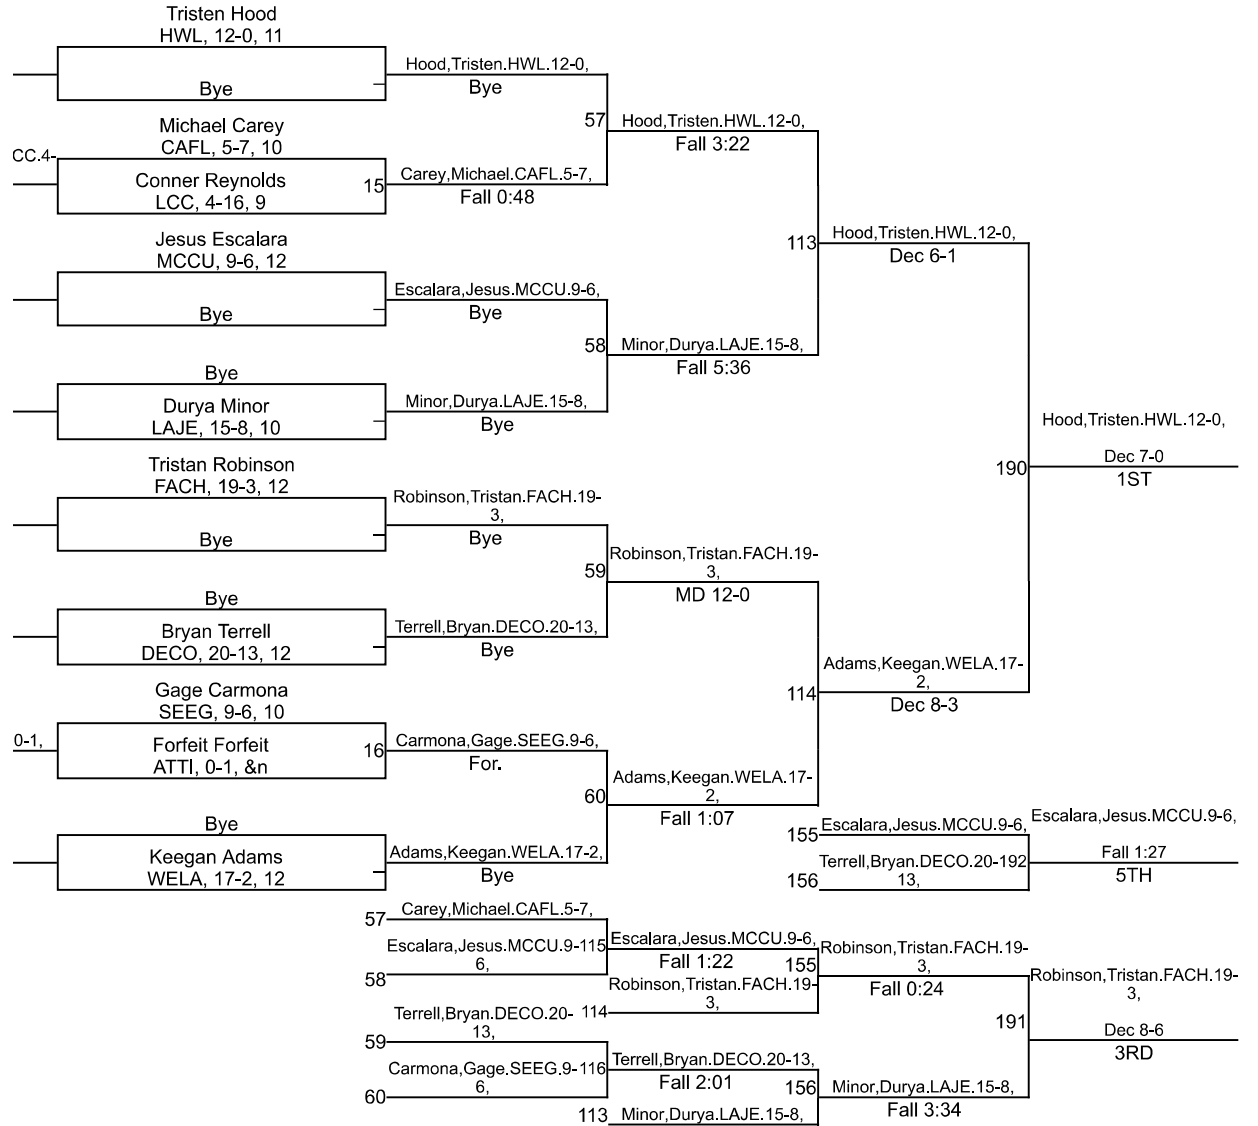 Tristen Hood
HWL, 12-0, 11
Bye
Michael Carey
CAFL, 5-7, 10
CC.4-
Conner Reynolds
LCC, 4-16, 9
15
Jesus Escalara
MCCU, 9-6, 12
Bye
Bye
Durya Minor
LAJE, 15-8, 10
Tristan Robinson
FACH, 19-3, 12
Bye
Bye
Bryan Terrell
DECO, 20-13, 12
Gage Carmona
SEEG, 9-6, 10
0-1,
Forfeit Forfeit
ATTI, 0-1, &n
16
Bye
Keegan Adams
WELA, 17-2, 12
Hood,Tristen.HWL.12-0,
Bye
57
Carey,Michael.CAFL.5-7,
Fall 0:48
Escalara,Jesus.MCCU.9-6,
Bye
58
Minor,Durya.LAJE.15-8,
Bye
Robinson,Tristan.FACH.19-
3,
Bye
59
Terrell,Bryan.DECO.20-13,
Bye
Carmona,Gage.SEEG.9-6,
For.
60
Adams,Keegan.WELA.17-2,
Bye
Hood,Tristen.HWL.12-0,
Fall 3:22
113
Minor,Durya.LAJE.15-8,
Fall 5:36
Robinson,Tristan.FACH.19-
3,
MD 12-0
114
Adams,Keegan.WELA.17-
2,
Fall 1:07
Hood,Tristen.HWL.12-0,
Dec 6-1
190
Adams,Keegan.WELA.17-
2,
Dec 8-3
Hood,Tristen.HWL.12-0,
Dec 7-0
1ST
155
Escalara,Jesus.MCCU.9-6,
Terrell,Bryan.DECO.20-192
13,
156
Escalara,Jesus.MCCU.9-6,
Fall 1:27
5TH
57
Carey,Michael.CAFL.5-7,
Escalara,Jesus.MCCU.9-115
6,
58
Escalara,Jesus.MCCU.9-6,
Fall 1:22
155
Robinson,Tristan.FACH.19-
3,
114
Terrell,Bryan.DECO.20-
13,
59
Carmona,Gage.SEEG.9-116
6,
60
Terrell,Bryan.DECO.20-13,
Fall 2:01
156
113
Minor,Durya.LAJE.15-8,
Robinson,Tristan.FACH.19-
3,
Fall 0:24
191
Minor,Durya.LAJE.15-8,
Fall 3:34
Robinson,Tristan.FACH.19-
3,
Dec 8-6
3RD